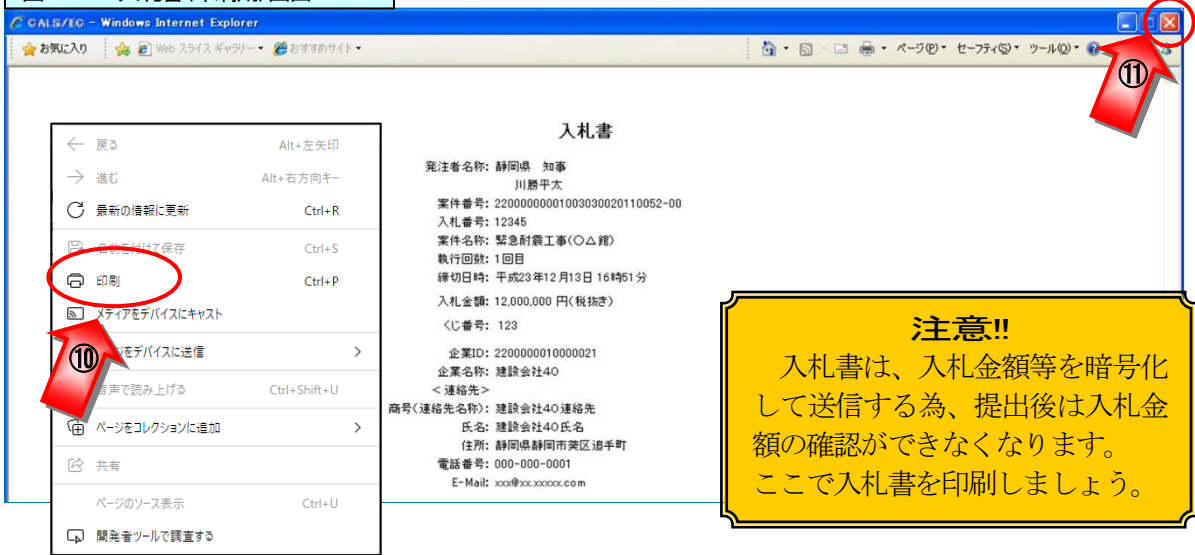 CALS/EC - Windows Internet Explorer
お気に入り
Web スライス ギャラリー
おすすめサイト
ページ(P)
セーフティ(S)
ツール(O)
⑪
戻る Alt+左矢印
進む Alt+右方向キー
最新の情報に更新 Ctrl+R
名前を付けて保存 Ctrl+S
印刷 Ctrl+P
メディアをデバイスにキャスト
をデバイスに送信
⑩
音声で読み上げる Ctrl+Shift+U
ページをコレクションに追加
共有
ページのソース表示 Ctrl+U
開発者ツールで調査する
入札書
発注者名称: 静岡県 知事
川勝平太
案件番号: 22000000001003030020110052-00
入札番号: 12345
案件名称: 緊急耐震工事(〇△館)
執行回数: 1回目
締切日時: 平成23年12月13日 16時51分
入札金額: 12,000,000 円(税抜き)
くじ番号: 123
企業ID: 2200000010000021
企業名称: 建設会社40
<連絡先>
商号(連絡先名称): 建設会社40連絡先
氏名: 建設会社40氏名
住所: 静岡県静岡市葵区追手町
電話番号: 000-000-0001
E-Mail: xxx@xx.xxxxx.com
注意!!
入札書は、入札金額等を暗号化
して送信する為、提出後は入札金
額の確認ができなくなります。
ここで入札書を印刷しましょう。